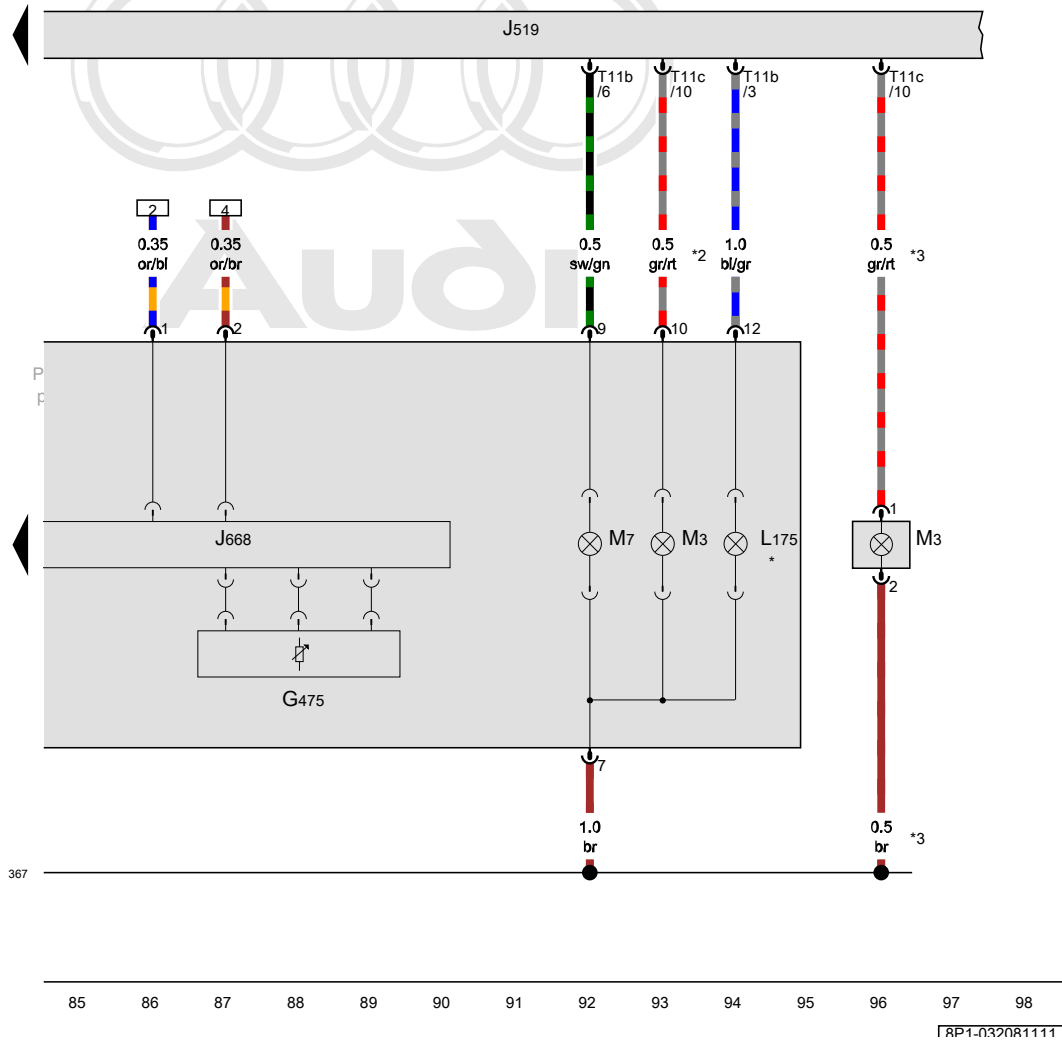 J519
T11b
/6
T11c
/10
T11b
/3
T11c
/10
2
4
0.35
or/bl
0.35
or/br
0.5
sw/gn
0.5
gr/rt
*2
1.0
bl/gr
0.5
gr/rt
*3
Audi
1
2
9
10
12
P
p
1
J668
M7
M3
L175
*
M3
2
G475
7
1.0
br
0.5
br
*3
367
85 86 87 88 89 90 91 92 93 94 95 96 97 98
8P1-032081111